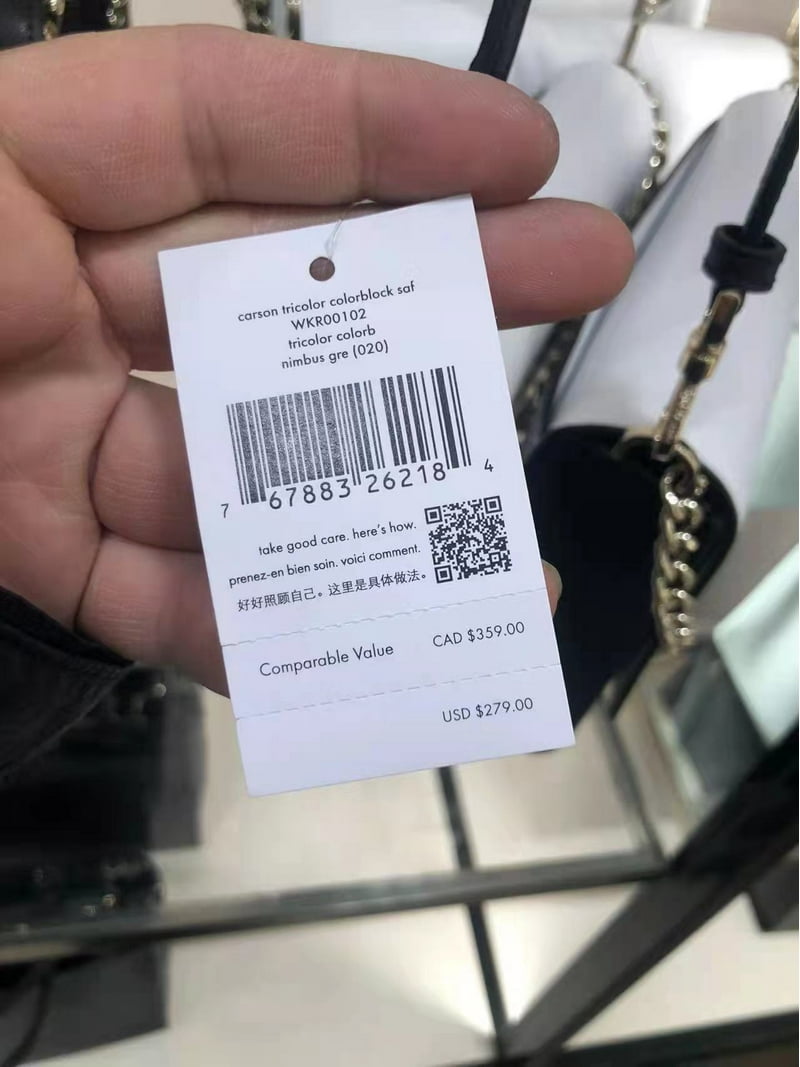 carson tricolor colorblock saf
WKR00102
tricolor colorb
nimbus gre (020)
7 67883 26218 4
take good care. here's how.
prenez-en bien soin. voici comment.
好好照顾自己。这里是具体做法。
Comparable Value CAD $359.00
USD $279.00